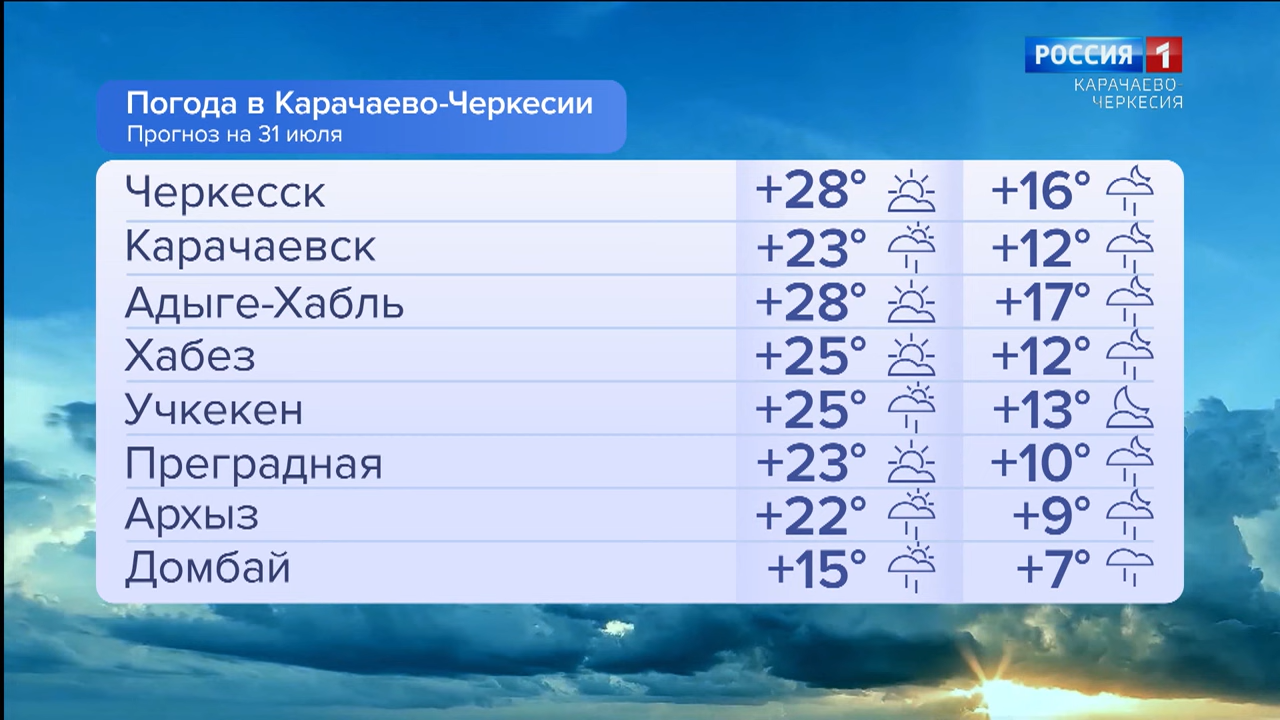 РОССИЯ 1
КАРАЧАЕВО-
ЧЕРКЕСИЯ
Погода в Карачаево-Черкесии
Прогноз на 31 июля
Черкесск +28° +16°
Карачаевск +23° +12°
Адыге-Хабль +28° +17°
Хабез +25° +12°
Учкекен +25° +13°
Преградная +23° +10°
Архыз +22° +9°
Домбай +15° +7°